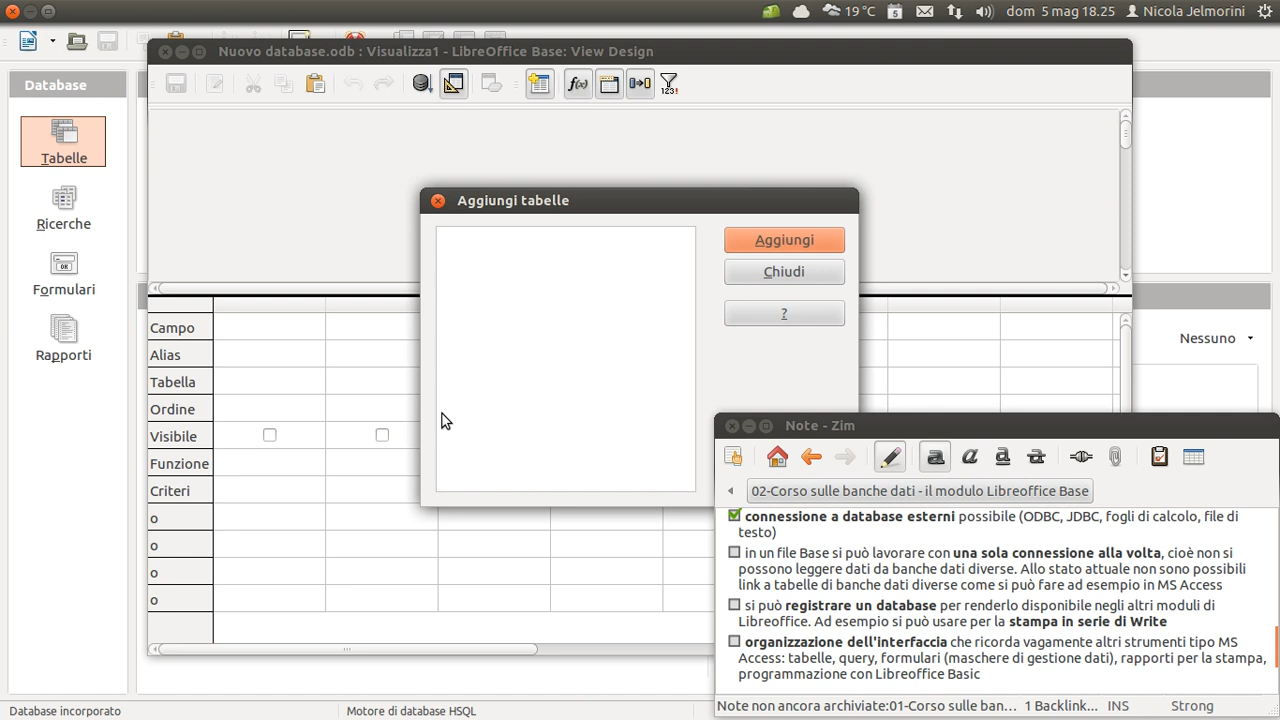 19 °C
5
dom 5 mag 18.25
Nicola Jelmorini
Nuovo database.odb : Visualizza1 - LibreOffice Base: View Design
Database
Tabelle
Ricerche
Formulari
Rapporti
f(x)
123!
Aggiungi tabelle
Aggiungi
Chiudi
?
Campo
Alias
Tabella
Ordine
Visibile
Funzione
Criteri
o
o
o
o
Nessuno
Note - Zim
a a a a
02-Corso sulle banche dati - il modulo Libreoffice Base
connessione a database esterni possibile (ODBC, JDBC, fogli di calcolo, file di
testo)
in un file Base si può lavorare con una sola connessione alla volta, cioè non si
possono leggere dati da banche dati diverse. Allo stato attuale non sono possibili
link a tabelle di banche dati diverse come si può fare ad esempio in MS Access
si può registrare un database per renderlo disponibile negli altri moduli di
Libreoffice. Ad esempio si può usare per la stampa in serie di Write
organizzazione dell'interfaccia che ricorda vagamente altri strumenti tipo MS
Access: tabelle, query, formulari (maschere di gestione dati), rapporti per la stampa,
programmazione con Libreoffice Basic
Note non ancora archiviate:01-Corso sulle ban... 1 Backlink... INS Strong
Database incorporato
Motore di database HSQL